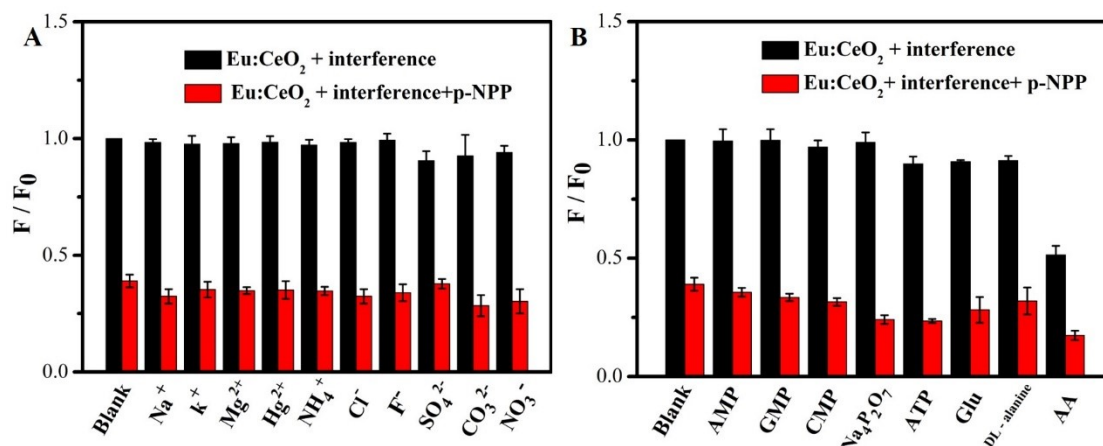 A
F / F₀
1.5
1.0
0.5
0.0
Eu:CeO₂ + interference
Eu:CeO₂ + interference+p-NPP
Blank
Na⁺
k⁺
Mg²⁺
Hg²⁺
NH₄⁺
Cl⁻
F⁻
SO₄²⁻
CO₃²⁻
NO₃⁻
B
F / F₀
1.5
1.0
0.5
0.0
Eu:CeO₂ + interference
Eu:CeO₂+ interference+ p-NPP
Blank
AMP
GMP
CMP
Na₄P₂O₇
ATP
Glu
DL - alanine
AA